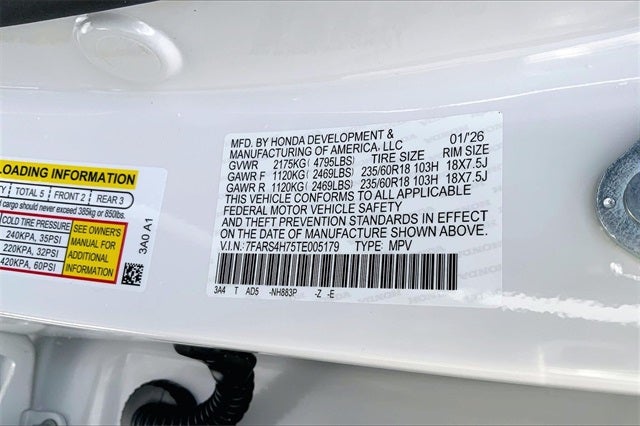 LOADING INFORMATION
TOTAL 5 FRONT 2 REAR 3
cargo should never exceed 385kg or 850lbs.
COLD TIRE PRESSURE
240KPA, 35PSI
220KPA, 32PSI
420KPA, 60PSI
SEE OWNER'S
MANUAL FOR
ADDITIONAL
INFORMATION
3A0 A1
MFD. BY HONDA DEVELOPMENT & 01/'26
MANUFACTURING OF AMERICA, LLC
GVWR 2175KG( 4795LBS) TIRE SIZE RIM SIZE
GAWR F 1120KG( 2469LBS) 235/60R18 103H 18X7.5J
GAWR R 1120KG( 2469LBS) 235/60R18 103H 18X7.5J
THIS VEHICLE CONFORMS TO ALL APPLICABLE
FEDERAL MOTOR VEHICLE SAFETY
AND THEFT PREVENTION STANDARDS IN EFFECT
ON THE DATE OF MANUFACTURE SHOWN ABOVE.
V.I.N.: 7FARS4H75TE005179 TYPE: MPV
3A4 T AD5 -NH883P -Z -E